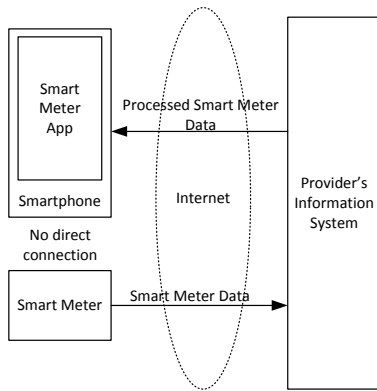 Smart
Meter
App
Smartphone
No direct
connection
Smart Meter
Processed Smart Meter
Data
Internet
Smart Meter Data
Provider's
Information
System